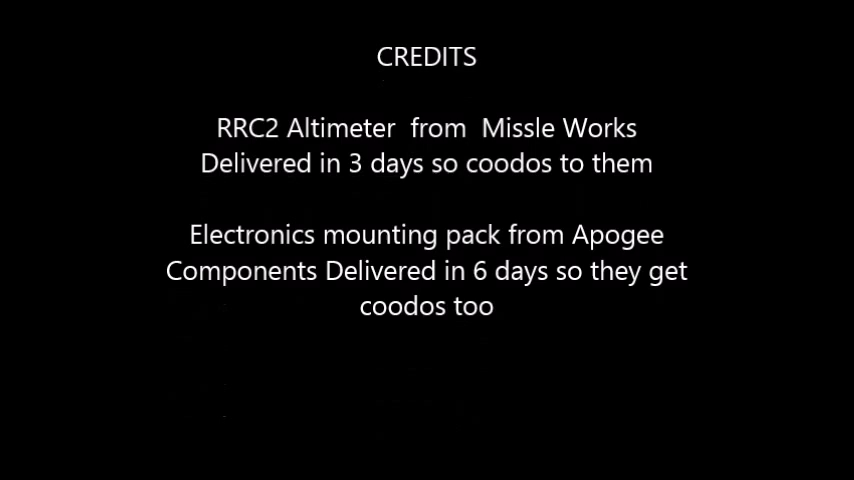 CREDITS
RRC2 Altimeter  from  Missle Works
Delivered in 3 days so coodos to them
Electronics mounting pack from Apogee
Components Delivered in 6 days so they get
coodos too